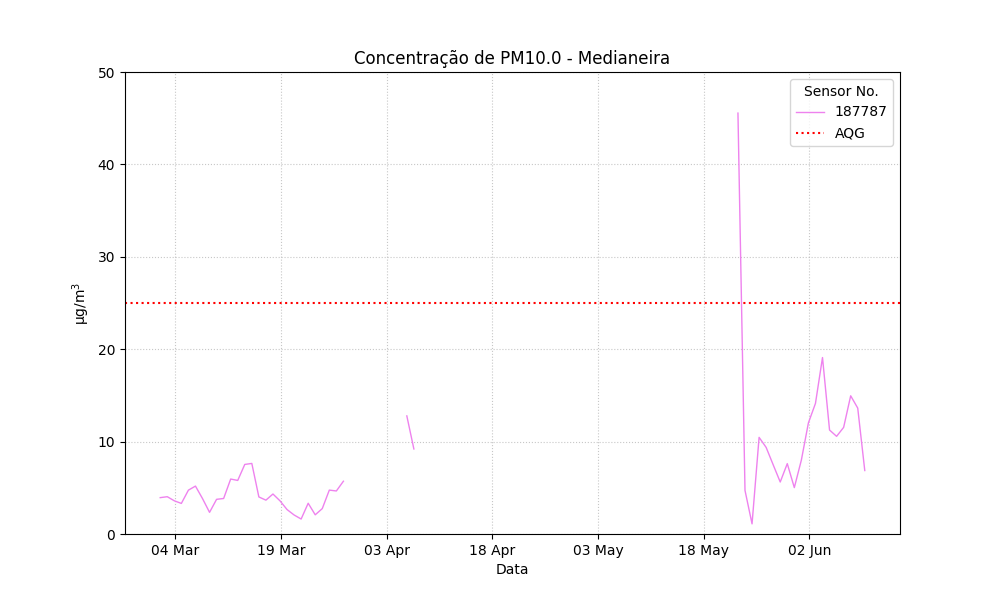 Concentração de PM10.0 - Medianeira
50
40
30
20
10
0
µg/m³
Sensor No.
187787
AQG
04 Mar
19 Mar
03 Apr
18 Apr
03 May
18 May
02 Jun
Data